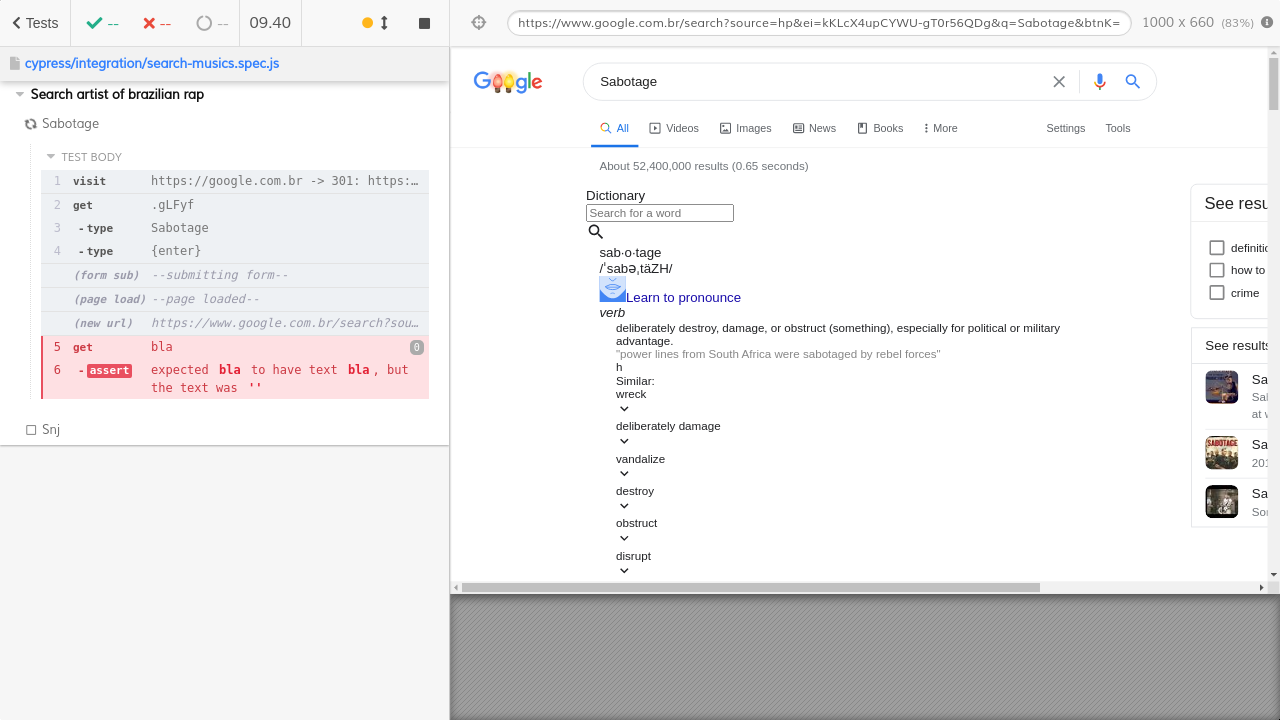 Tests
--
--
--
09.40
cypress/integration/search-musics.spec.js
Search artist of brazilian rap
Sabotage
TEST BODY
1 visit https://google.com.br -> 301: https:…
2 get .gLFyf
3 -type Sabotage
4 -type {enter}
(form sub) --submitting form--
(page load) --page loaded--
(new url) https://www.google.com.br/search?sou…
5 get bla 0
6 -assert expected bla to have text bla, but
the text was ''
Snj
https://www.google.com.br/search?source=hp&ei=kKLcX4upCYWU-gT0r56QDg&q=Sabotage&btnK=
1000 x 660 (83%)
Google
Sabotage
All Videos Images News Books More Settings Tools
About 52,400,000 results (0.65 seconds)
Dictionary
Search for a word
sab·o·tage
/ˈsabəˌtäZH/
Learn to pronounce
verb
deliberately destroy, damage, or obstruct (something), especially for political or military
advantage.
"power lines from South Africa were sabotaged by rebel forces"
h
Similar:
wreck
deliberately damage
vandalize
destroy
obstruct
disrupt
See resu
definitio
how to
crime
See results
Sa
Sal
at w
SABOTAGE
Sa
201
Sa
Son